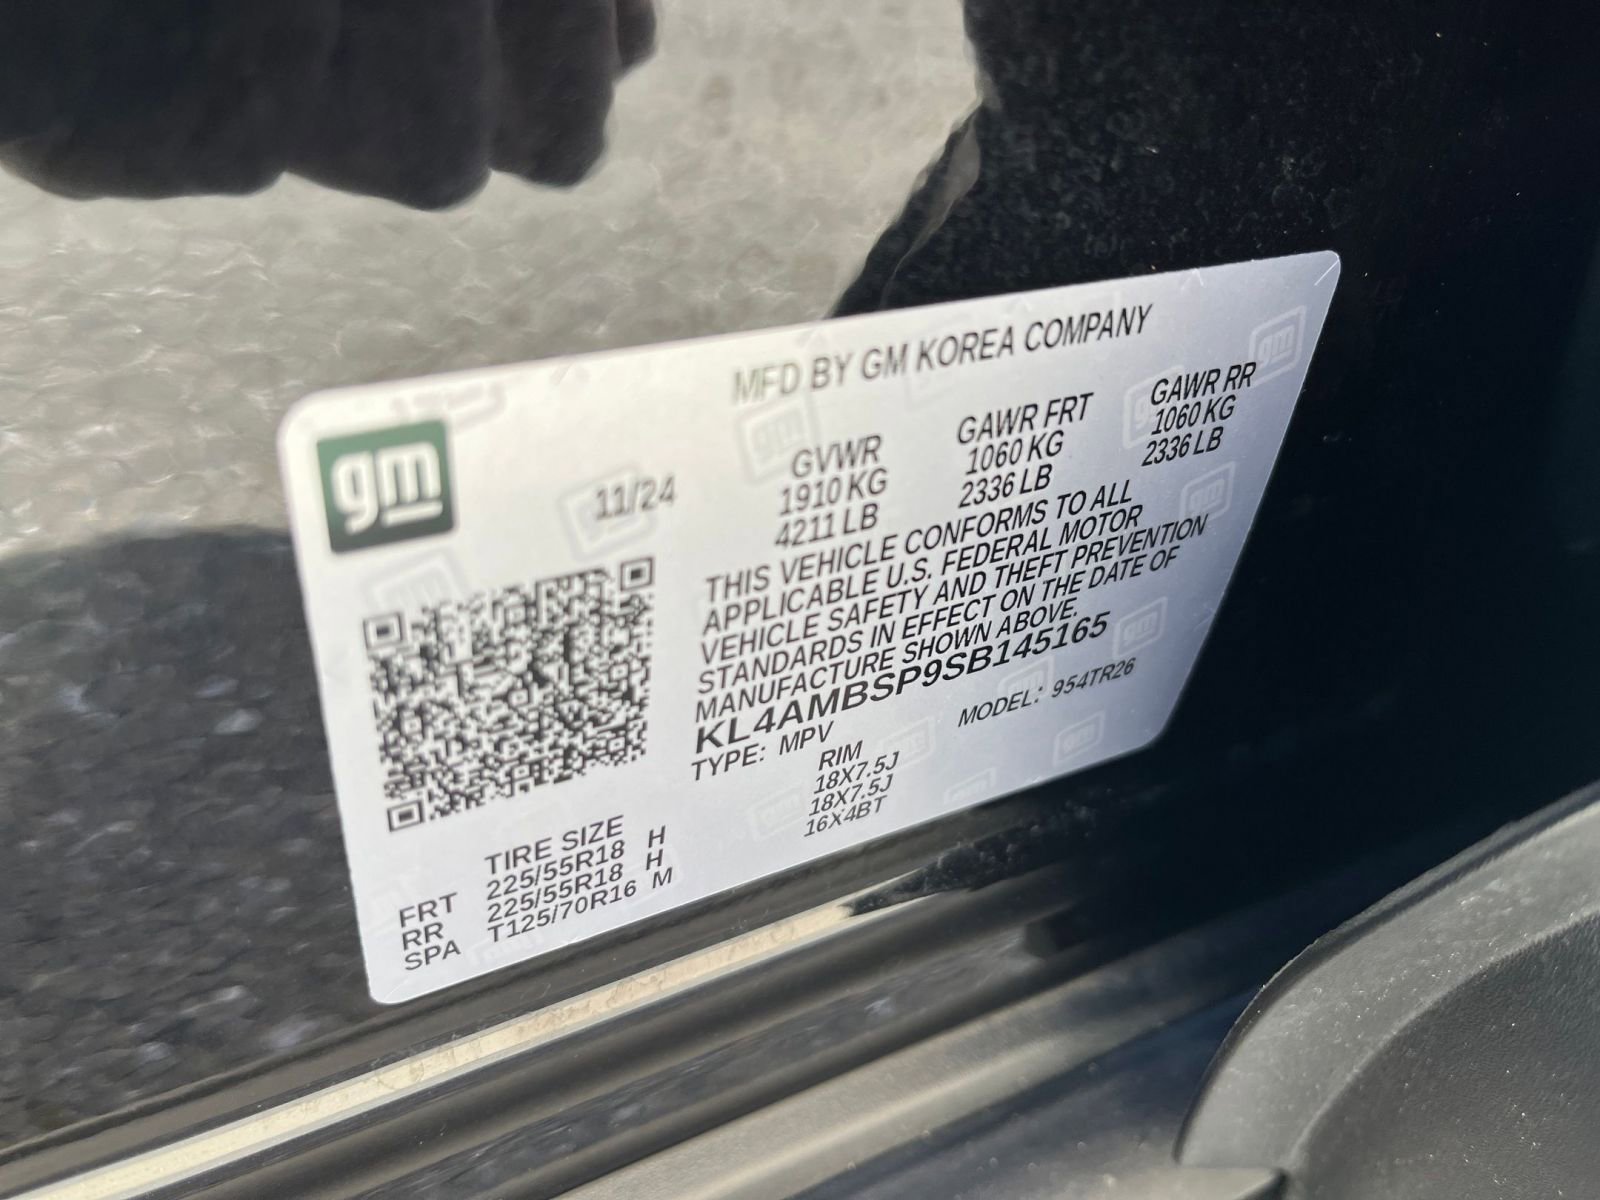 MFD BY GM KOREA COMPANY
gm
11/24
GVWR GAWR FRT GAWR RR
1910 KG 1060 KG 1060 KG
4211 LB 2336 LB 2336 LB
THIS VEHICLE CONFORMS TO ALL
APPLICABLE U.S. FEDERAL MOTOR
VEHICLE SAFETY AND THEFT PREVENTION
STANDARDS IN EFFECT ON THE DATE OF
MANUFACTURE SHOWN ABOVE.
KL4AMBSP9SB145165
TYPE: MPV MODEL: 954TR26
TIRE SIZE RIM
FRT 225/55R18 H 18X7.5J
RR 225/55R18 H 18X7.5J
SPA T125/70R16 M 16X4BT